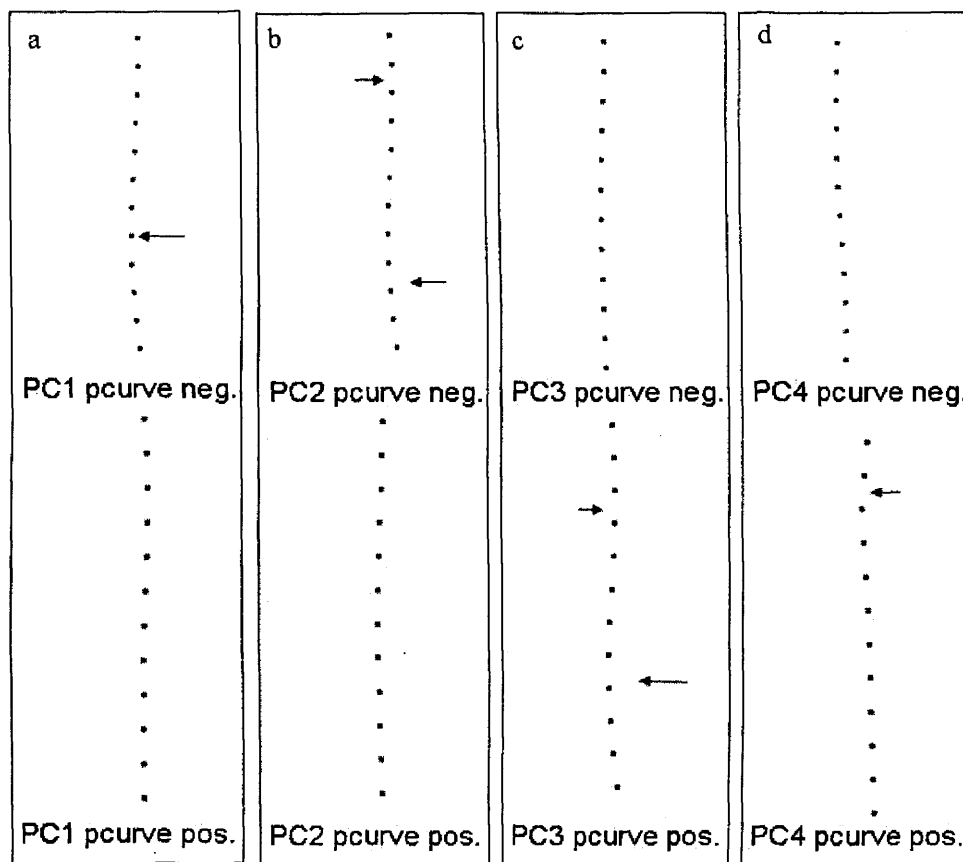 a
PC1 pcurve neg.
PC1 pcurve pos.
b
PC2 pcurve neg.
PC2 pcurve pos.
c
PC3 pcurve neg.
PC3 pcurve pos.
d
PC4 pcurve neg.
PC4 pcurve pos.